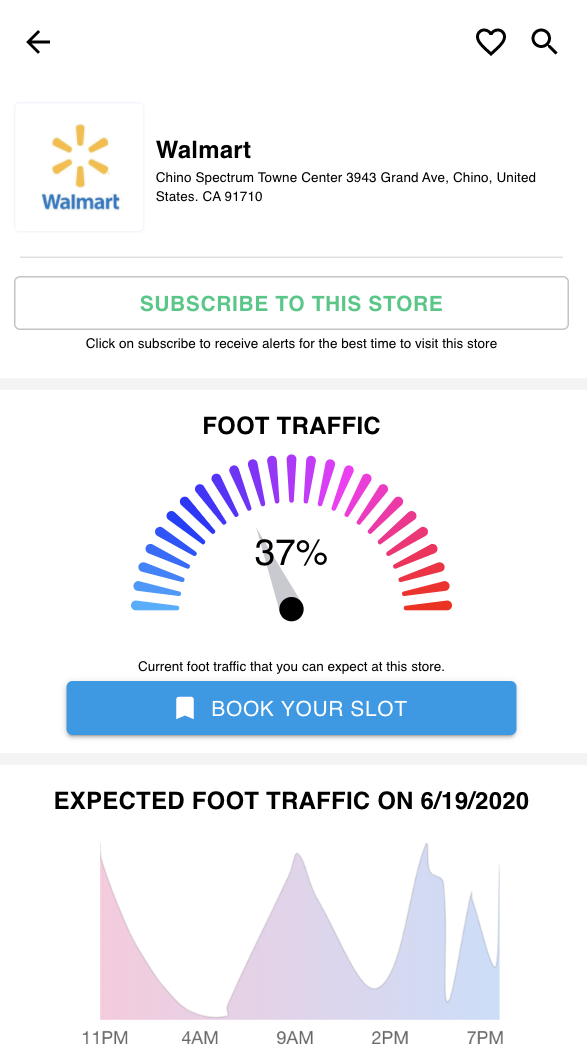 Walmart
Walmart
Chino Spectrum Towne Center 3943 Grand Ave, Chino, United
States. CA 91710
SUBSCRIBE TO THIS STORE
Click on subscribe to receive alerts for the best time to visit this store
FOOT TRAFFIC
37%
Current foot traffic that you can expect at this store.
BOOK YOUR SLOT
EXPECTED FOOT TRAFFIC ON 6/19/2020
11PM 4AM 9AM 2PM 7PM